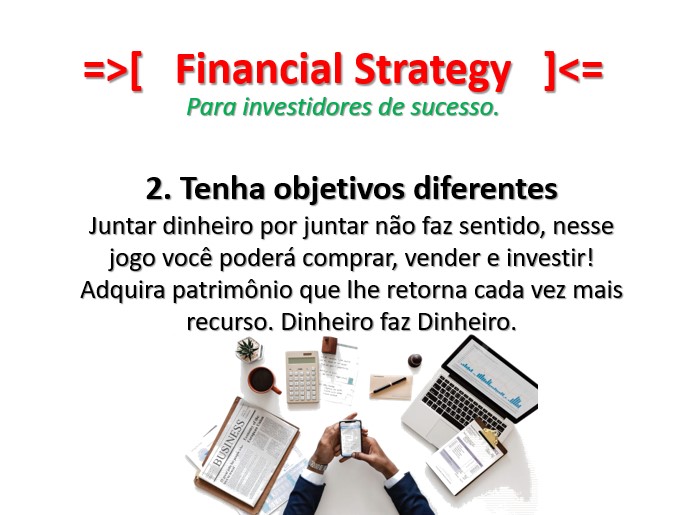 =>[ Financial Strategy ]<=
Para investidores de sucesso.
2. Tenha objetivos diferentes
Juntar dinheiro por juntar não faz sentido, nesse
jogo você poderá comprar, vender e investir!
Adquira patrimônio que lhe retorna cada vez mais
recurso. Dinheiro faz Dinheiro.
BUSINESS